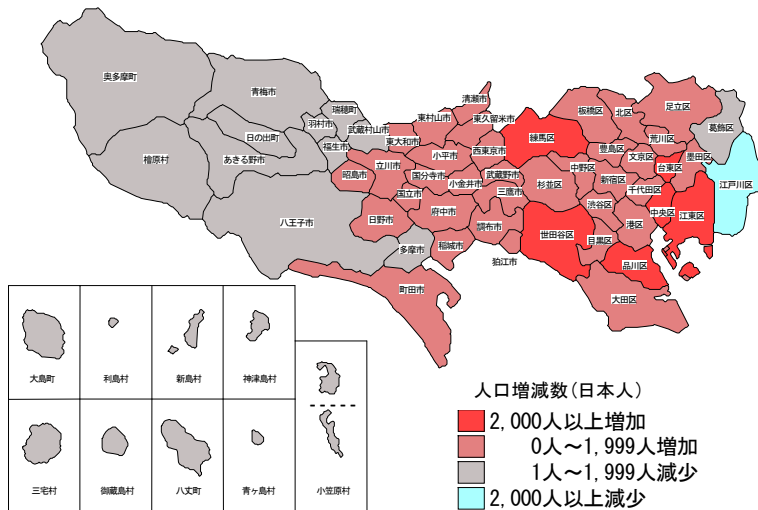 奥多摩町
青梅市
瑞穂町
羽村市
武蔵村山市
日の出町
福生市
檜原村
あきる野市
八王子市
清瀬市
東村山市
東久留米市
東大和市
小平市
西東京市
立川市
昭島市
国分寺市
小金井市
武蔵野市
三鷹市
国立市
日野市
府中市
調布市
稲城市
多摩市
狛江市
町田市
板橋区
北区
足立区
葛飾区
練馬区
豊島区
荒川区
文京区
台東区
墨田区
江戸川区
中野区
杉並区
新宿区
千代田区
渋谷区
中央区
江東区
港区
世田谷区
目黒区
品川区
大田区
大島町
利島村
新島村
神津島村
三宅村
御蔵島村
八丈町
青ヶ島村
小笠原村
人口増減数(日本人)
2,000人以上増加
0人~1,999人増加
1人~1,999人減少
2,000人以上減少